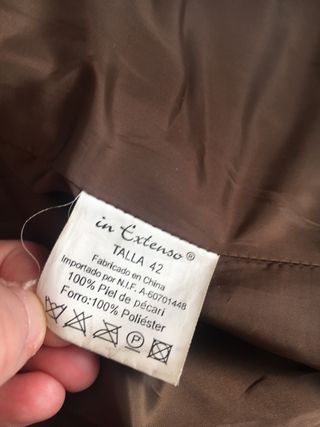 in Extenso®
TALLA 42
Fabricado en China
Importado por N.I.F. A-60701448
100% Piel de pécari
Forro:100% Poliéster
P